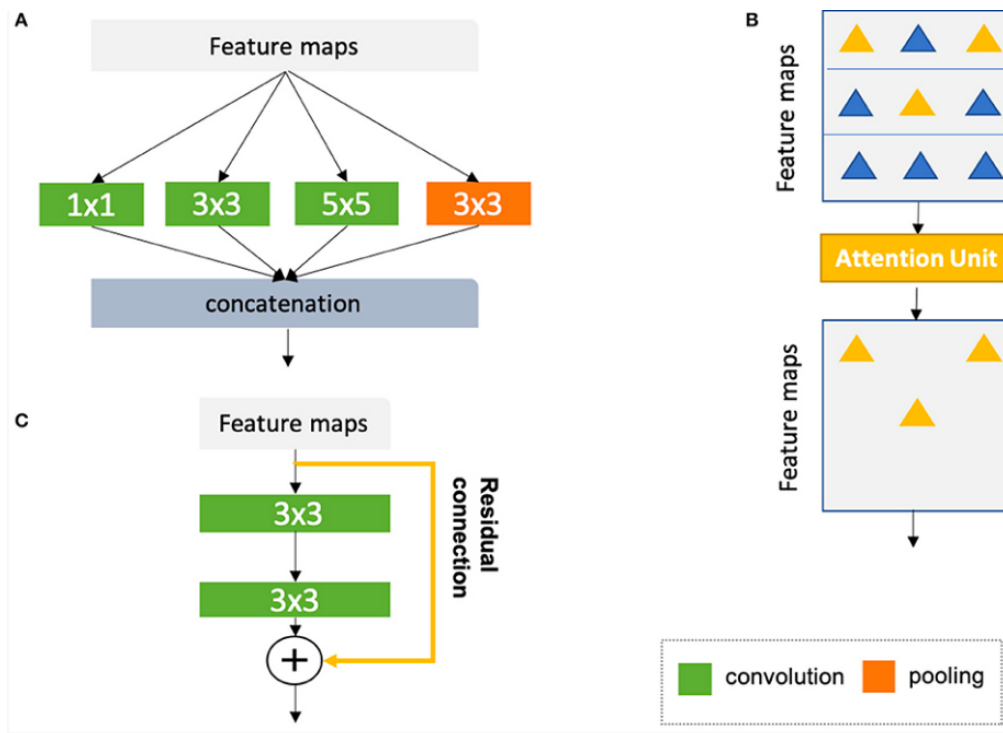 A
Feature maps
1x1
3x3
5x5
3x3
concatenation
B
Feature maps
Attention Unit
Feature maps
C
Feature maps
3x3
3x3
+
Residual
connection
convolution
pooling